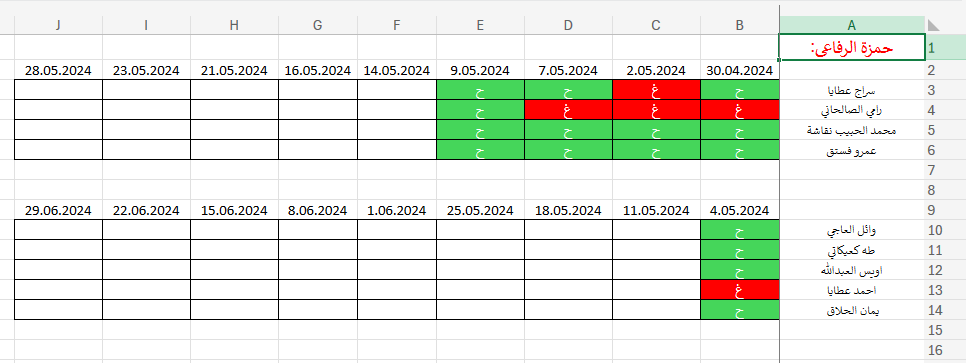 A B C D E F G H I J
1 حمزة الرفاعي:
2 30.04.2024 2.05.2024 7.05.2024 9.05.2024 14.05.2024 16.05.2024 21.05.2024 23.05.2024 28.05.2024
3 سراج عطايا ح غ ح ح
4 رامي الصالحاني غ غ غ ح
5 محمد الحبيب نقاشة ح ح ح ح
6 عمرو فستق ح ح ح ح
7
8
9 4.05.2024 11.05.2024 18.05.2024 25.05.2024 1.06.2024 8.06.2024 15.06.2024 22.06.2024 29.06.2024
10 وائل العاجي ح
11 طه كعيكاتي ح
12 اويس العبدالله ح
13 احمد عطايا غ
14 يمان الحلاق ح
15
16